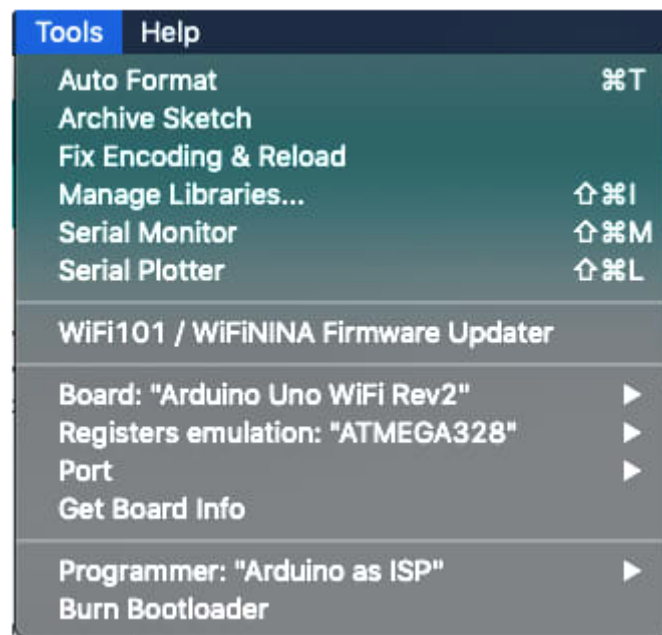 Tools Help
Auto Format ⌘T
Archive Sketch
Fix Encoding & Reload
Manage Libraries... ⇧⌘I
Serial Monitor ⇧⌘M
Serial Plotter ⇧⌘L
WiFi101 / WiFiNINA Firmware Updater
Board: "Arduino Uno WiFi Rev2" ▶
Registers emulation: "ATMEGA328" ▶
Port ▶
Get Board Info
Programmer: "Arduino as ISP" ▶
Burn Bootloader